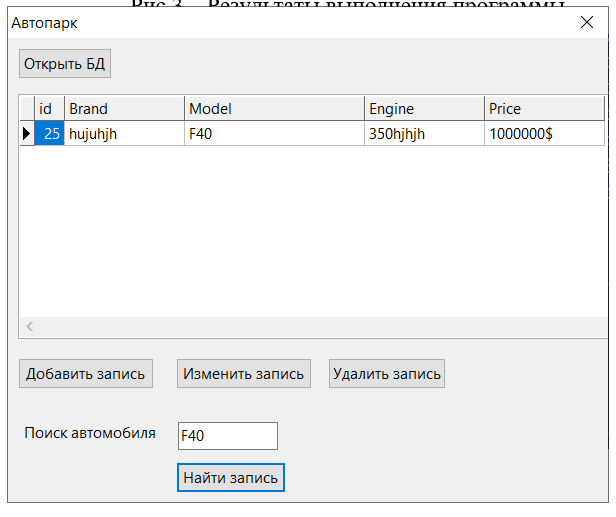 Рис 3 – Результаты выполнения программы
Автопарк
Открыть БД
id Brand Model Engine Price
25 hujuhjh F40 350hjhjh 1000000$
Добавить запись Изменить запись Удалить запись
Поиск автомобиля F40
Найти запись